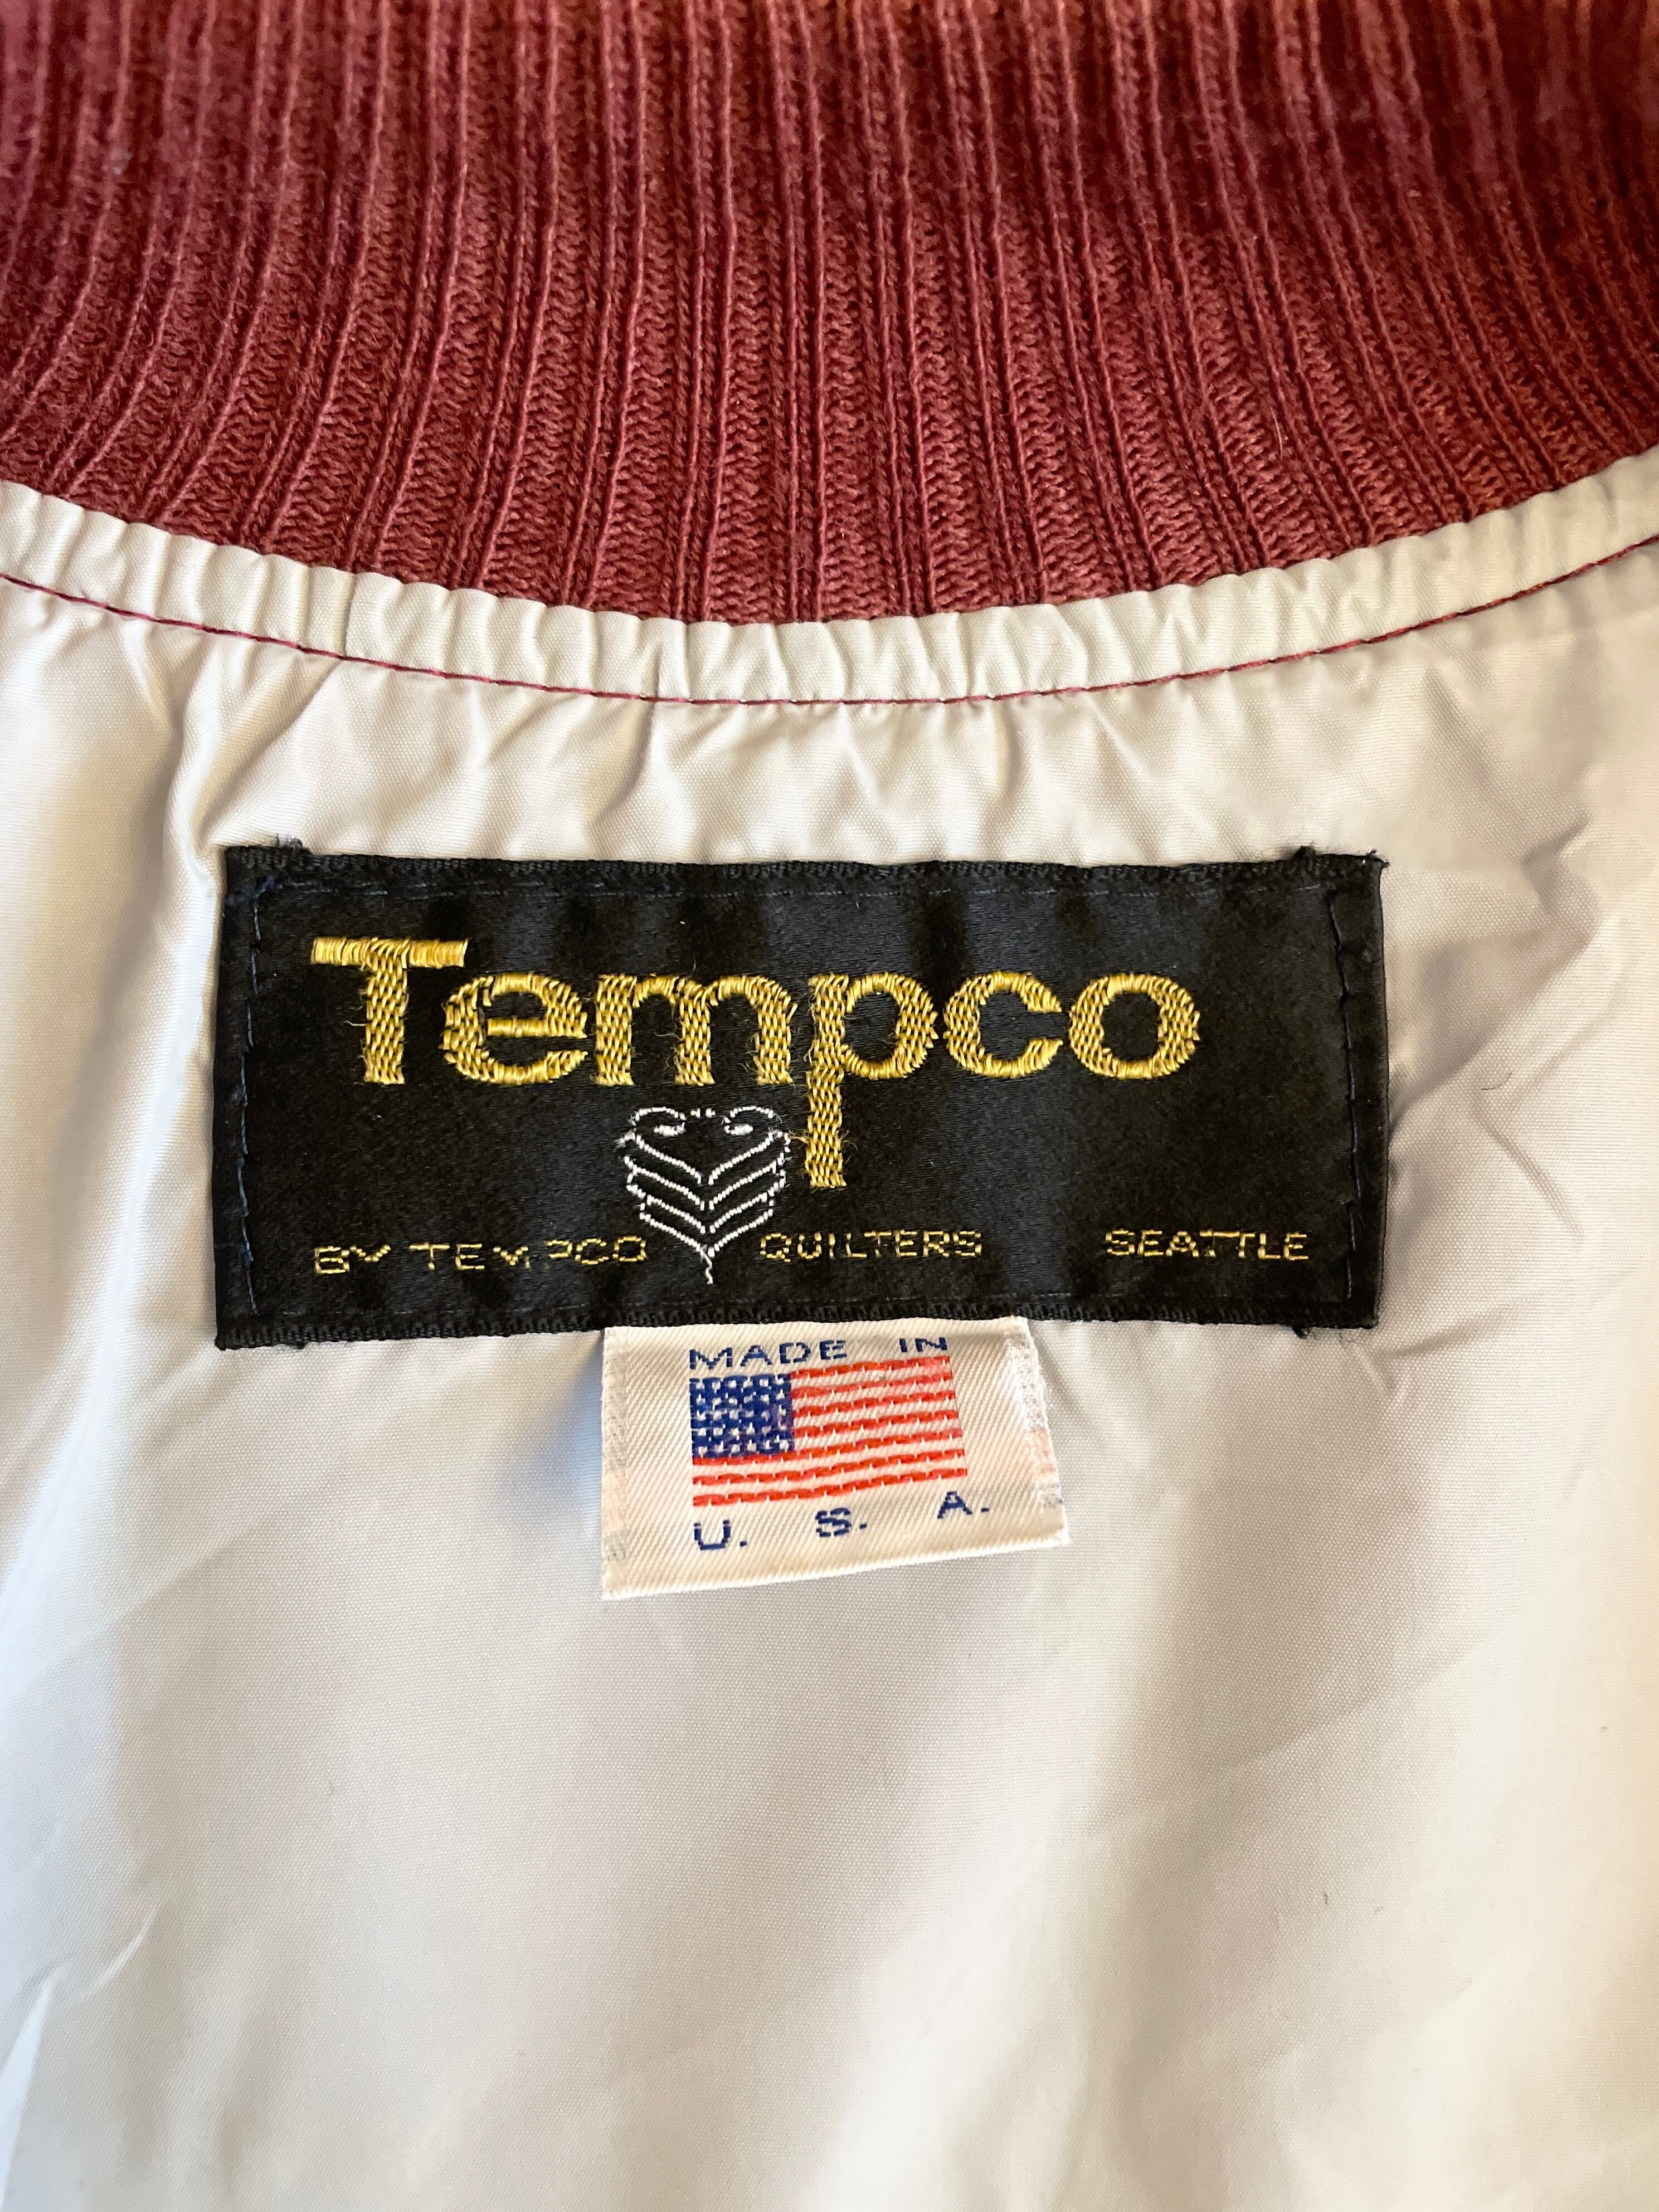 Tempco
BY TEMPCO QUILTERS SEATTLE
MADE IN
U. S. A.